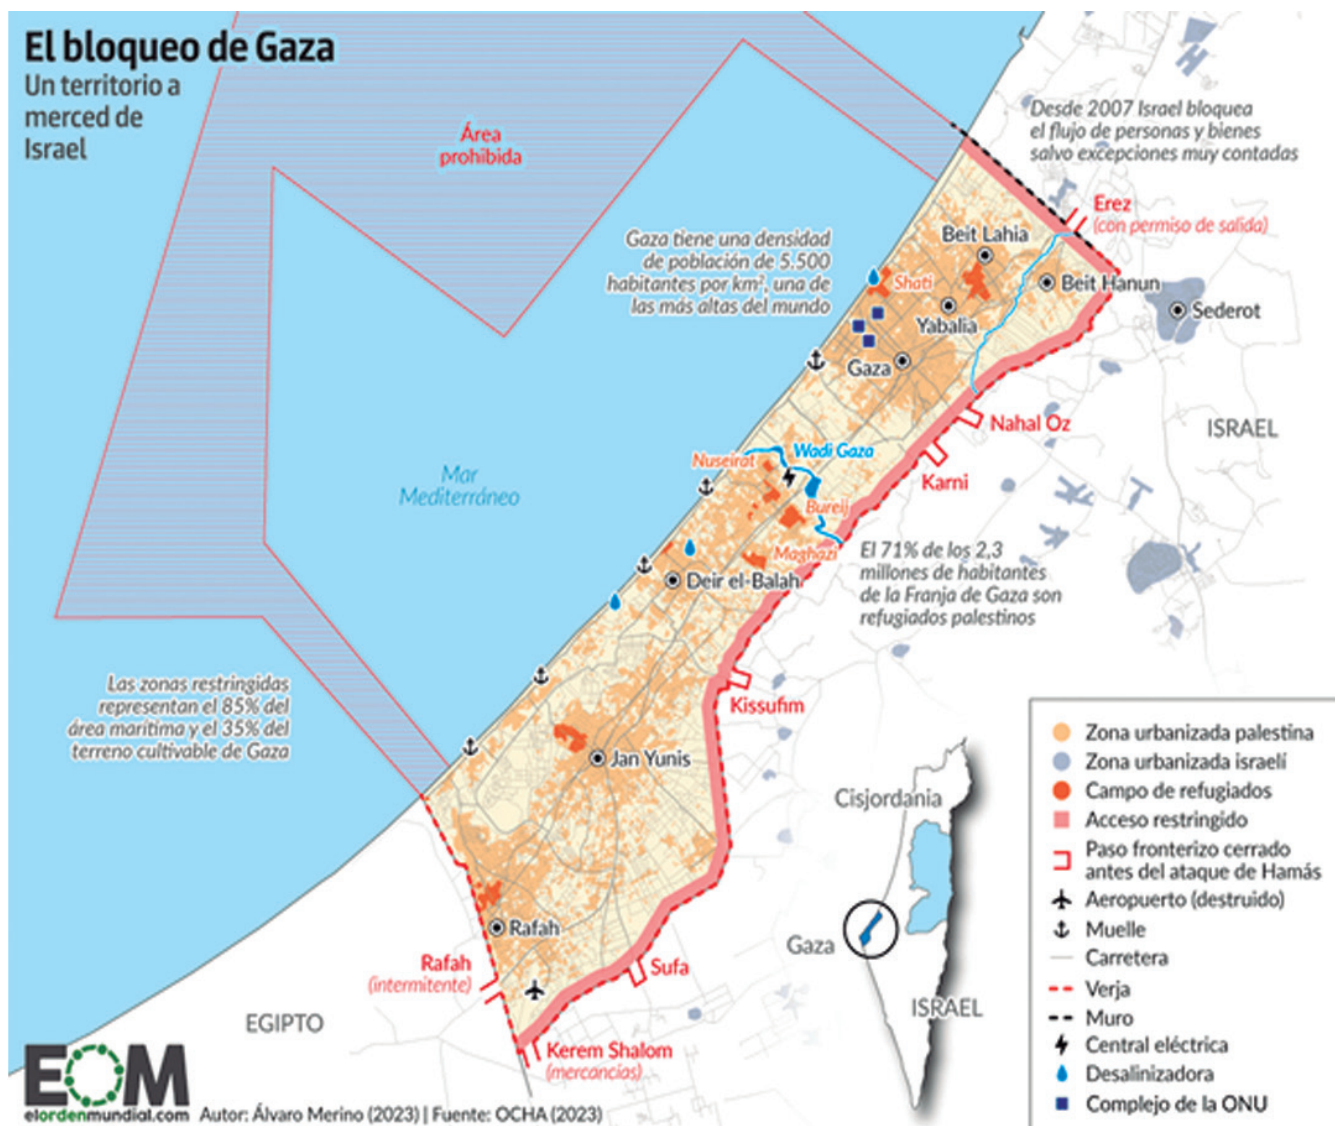 El bloqueo de Gaza
Un territorio a
merced de
Israel
Área
prohibida
Desde 2007 Israel bloquea
el flujo de personas y bienes
salvo excepciones muy contadas
Erez
(con permiso de salida)
Gaza tiene una densidad
de población de 5.500
habitantes por km², una de
las más altas del mundo
Beit Lahia
Shati
Beit Hanun
Sederot
Yabalia
Gaza
Nahal Oz
ISRAEL
Mar
Mediterráneo
Nuseirat
Wadi Gaza
Karni
Bureij
Maghazi
El 71% de los 2,3
millones de habitantes
de la Franja de Gaza son
refugiados palestinos
Deir el-Balah
Las zonas restringidas
representan el 85% del
área marítima y el 35% del
terreno cultivable de Gaza
Kissufim
Jan Yunis
Rafah
Rafah
(intermitente)
Sufa
EGIPTO
Kerem Shalom
(mercancías)
Cisjordania
Gaza
ISRAEL
Zona urbanizada palestina
Zona urbanizada israelí
Campo de refugiados
Acceso restringido
Paso fronterizo cerrado
antes del ataque de Hamás
Aeropuerto (destruido)
Muelle
Carretera
Verja
Muro
Central eléctrica
Desalinizadora
Complejo de la ONU
EOM
elordenmundial.com
Autor: Álvaro Merino (2023) | Fuente: OCHA (2023)